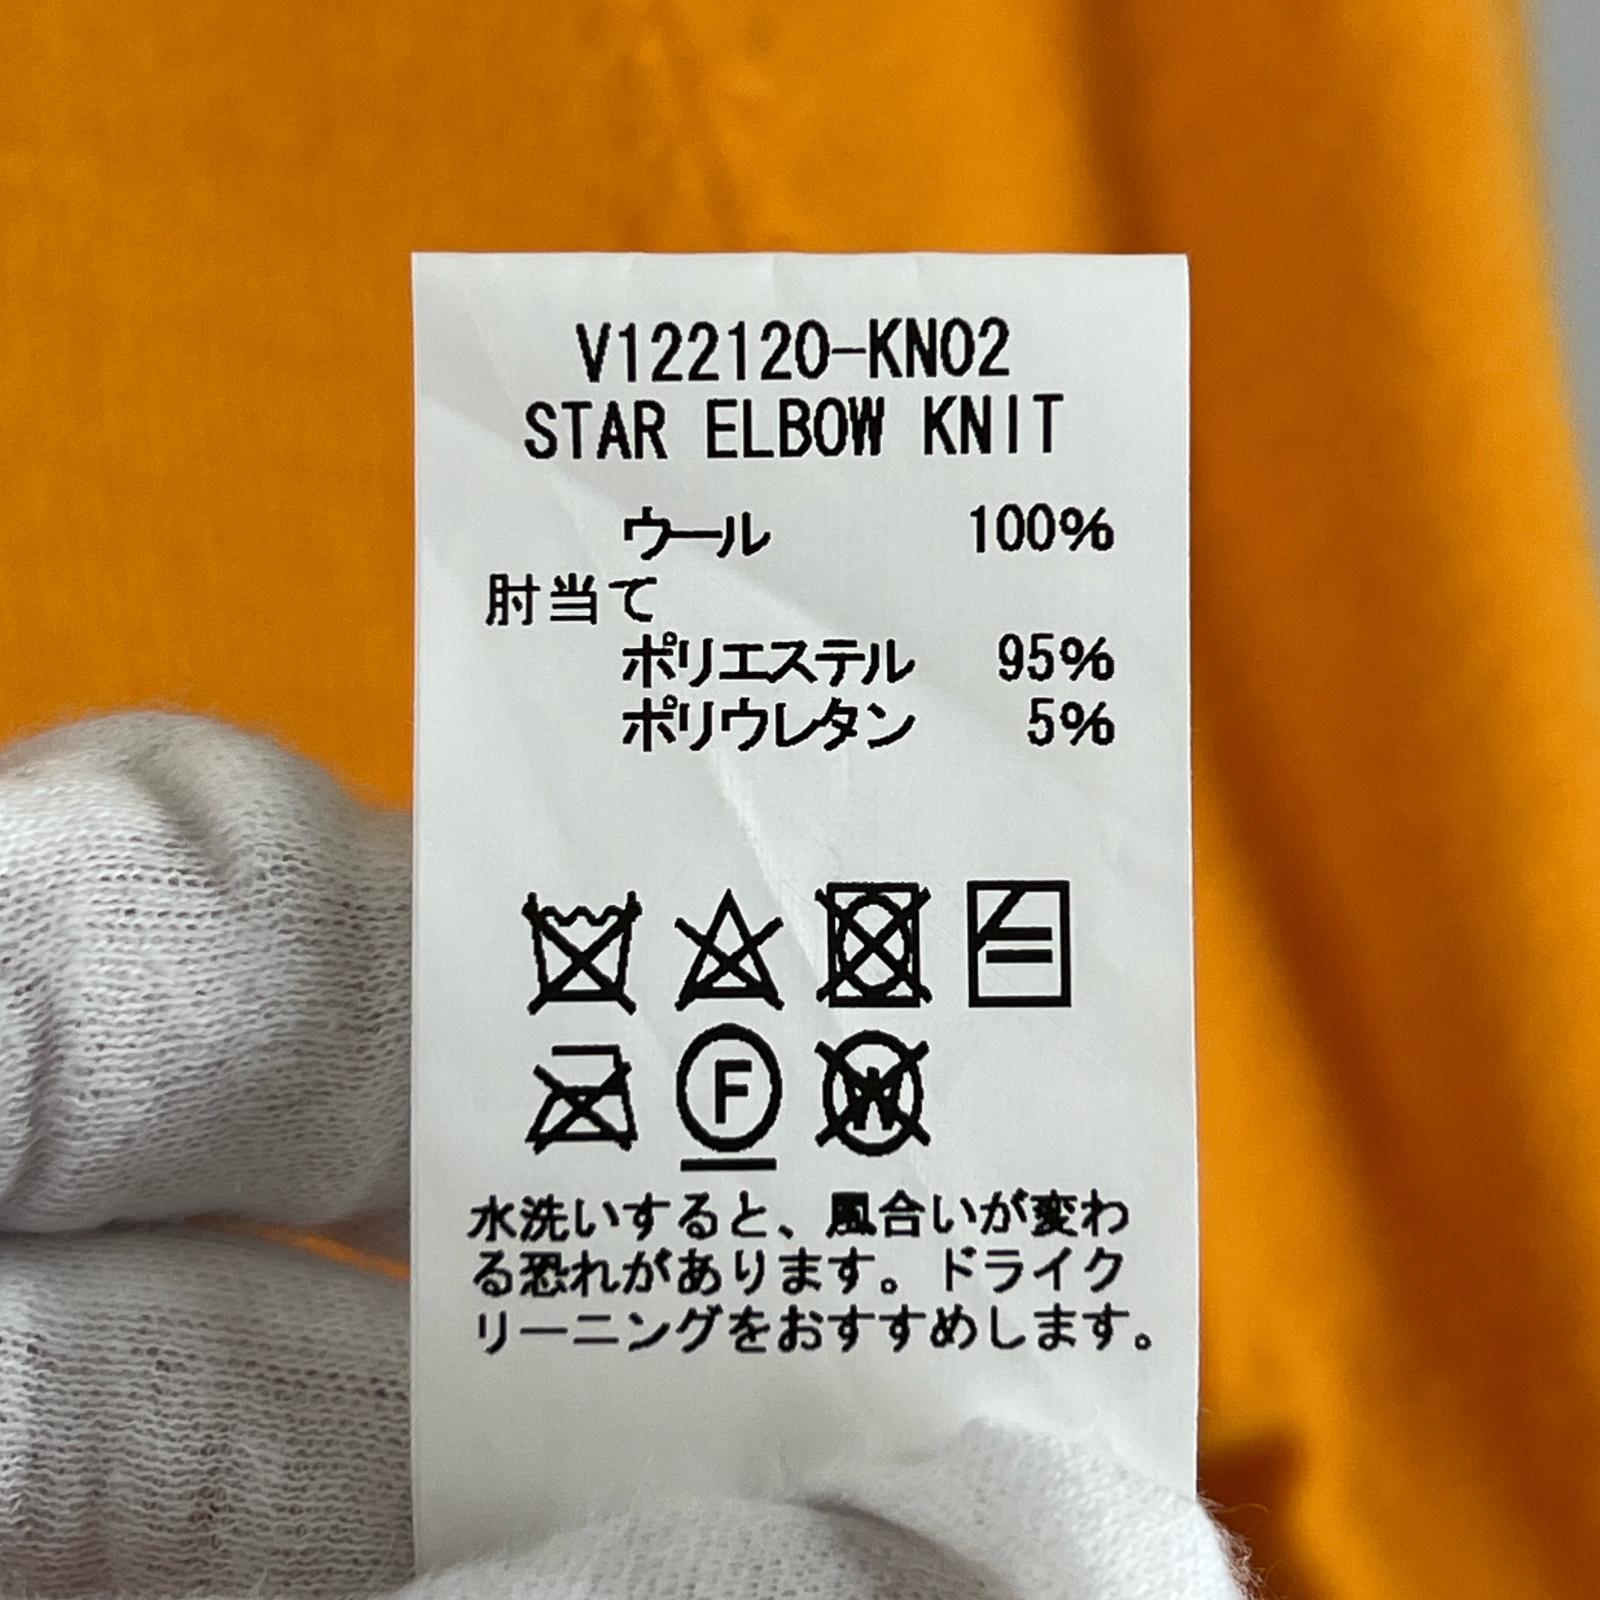 V122120-KN02
STAR ELBOW KNIT
ウール 100%
肘当て
ポリエステル 95%
ポリウレタン 5%
F
W
水洗いすると、風合いが変わ
る恐れがあります。ドライク
リーニングをおすすめします。